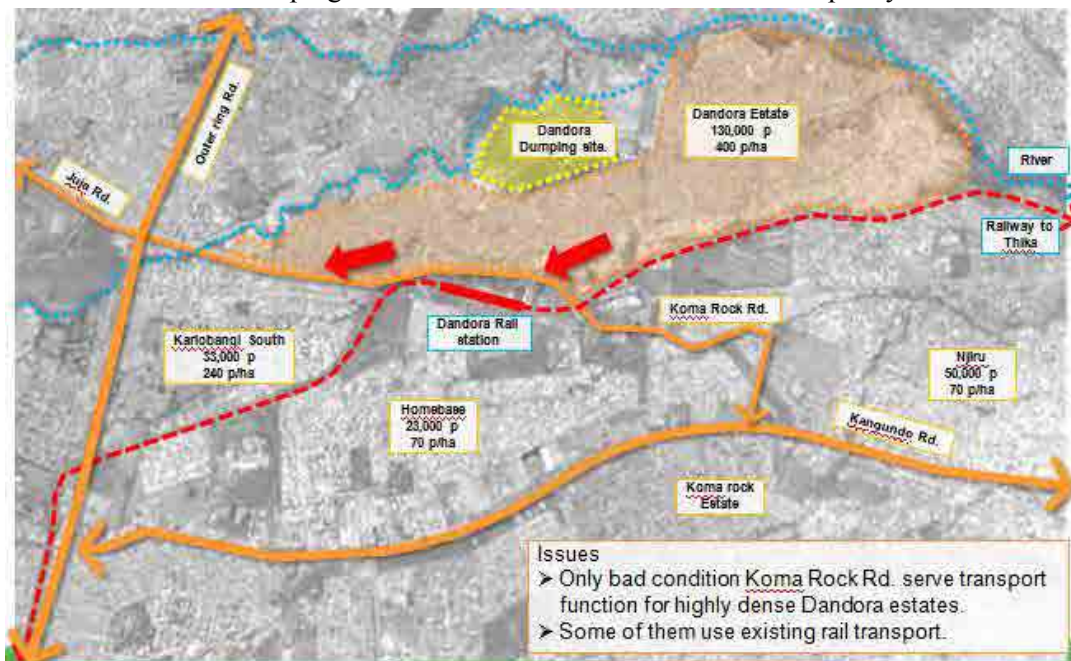 Outer ring Rd.
Juja Rd.
Dandora
Dumping site.
Dandora Estate
130,000 p
400 p/ha
River
Railway to
Thika
Koma Rock Rd.
Dandora Rail
station
Kariobangi South
33,000 p
240 p/ha
Homebase
23,000 p
70 p/ha
Njiru
50,000 p
70 p/ha
Kangundo Rd.
Koma rock
Estate
Issues
➢ Only bad condition Koma Rock Rd. serve transport
function for highly dense Dandora estates.
➢ Some of them use existing rail transport.